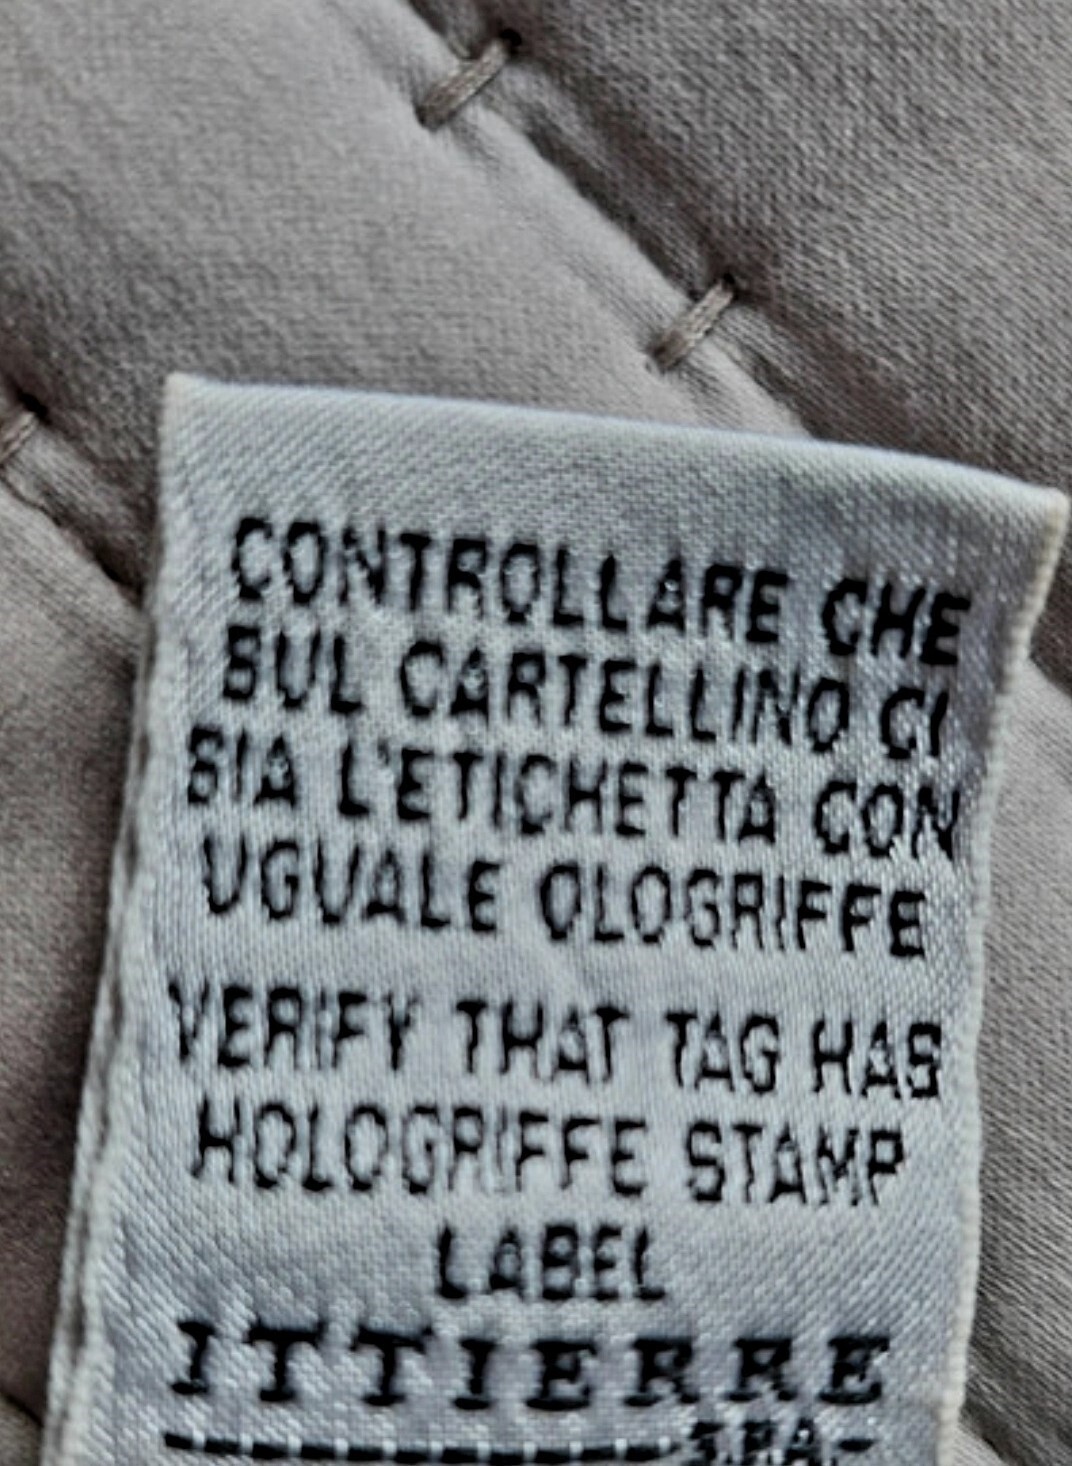 CONTROLLARE CHE
SUL CARTELLINO CI
SIA L'ETICHETTA CON
UGUALE OLOGRIFFE
VERIFY THAT TAG HAS
HOLOGRIFFE STAMP
LABEL
ITTIERRE
S.P.A.